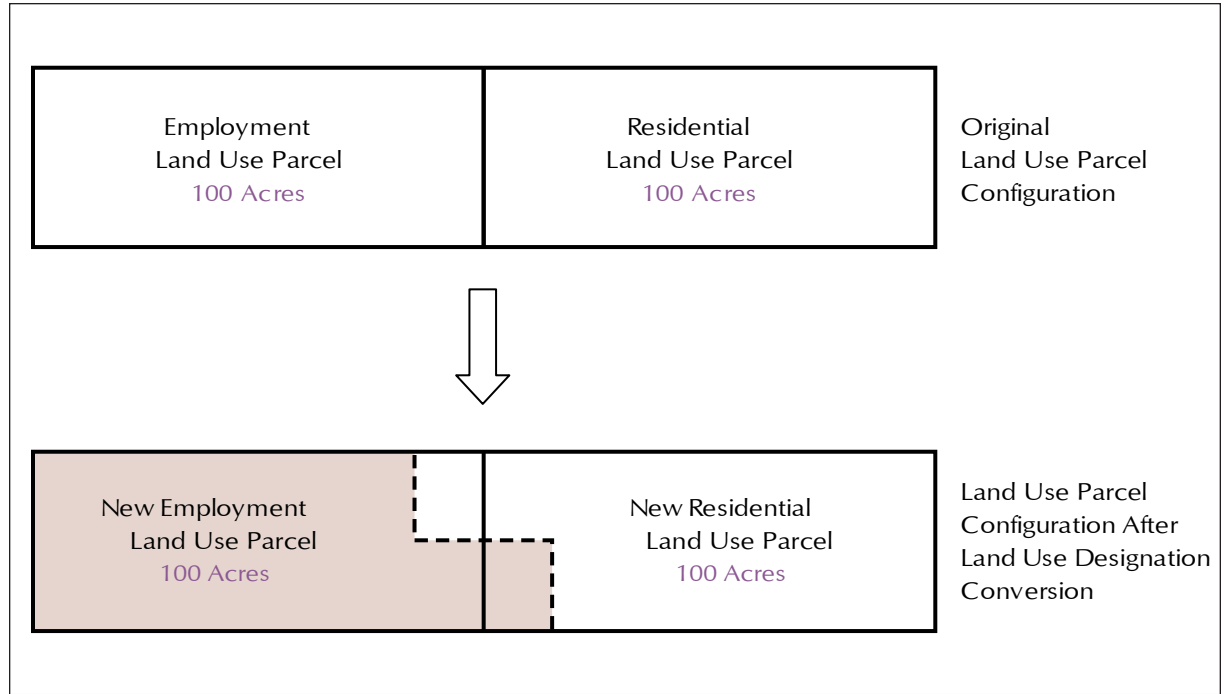 Employment
Land Use Parcel
100 Acres
Residential
Land Use Parcel
100 Acres
Original
Land Use Parcel
Configuration
New Employment
Land Use Parcel
100 Acres
New Residential
Land Use Parcel
100 Acres
Land Use Parcel
Configuration After
Land Use Designation
Conversion